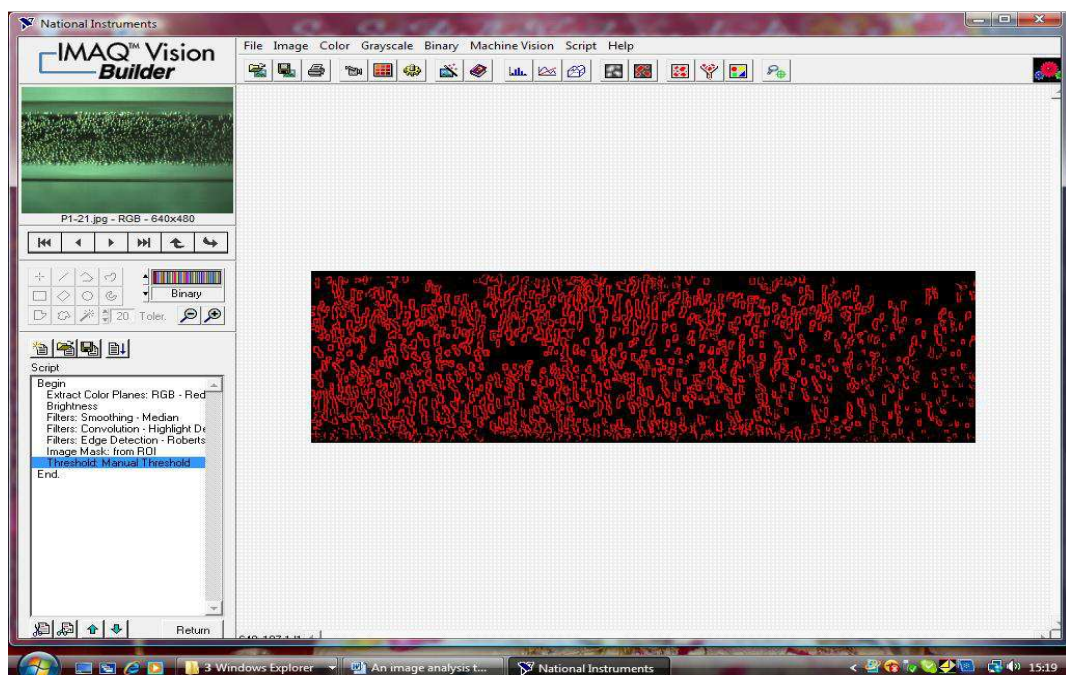 National Instruments
IMAQ™ Vision
Builder
File Image Color Grayscale Binary Machine Vision Script Help
P1-21.jpg - RGB - 640x480
Binary
20 Toler.
Script
Begin
Extract Color Planes: RGB - Red
Brightness
Filters: Smoothing - Median
Filters: Convolution - Highlight De
Filters: Edge Detection - Roberts
Image Mask: from ROI
Threshold: Manual Threshold
End.
Return
3 Windows Explorer
An image analysis t...
National Instruments
15:19